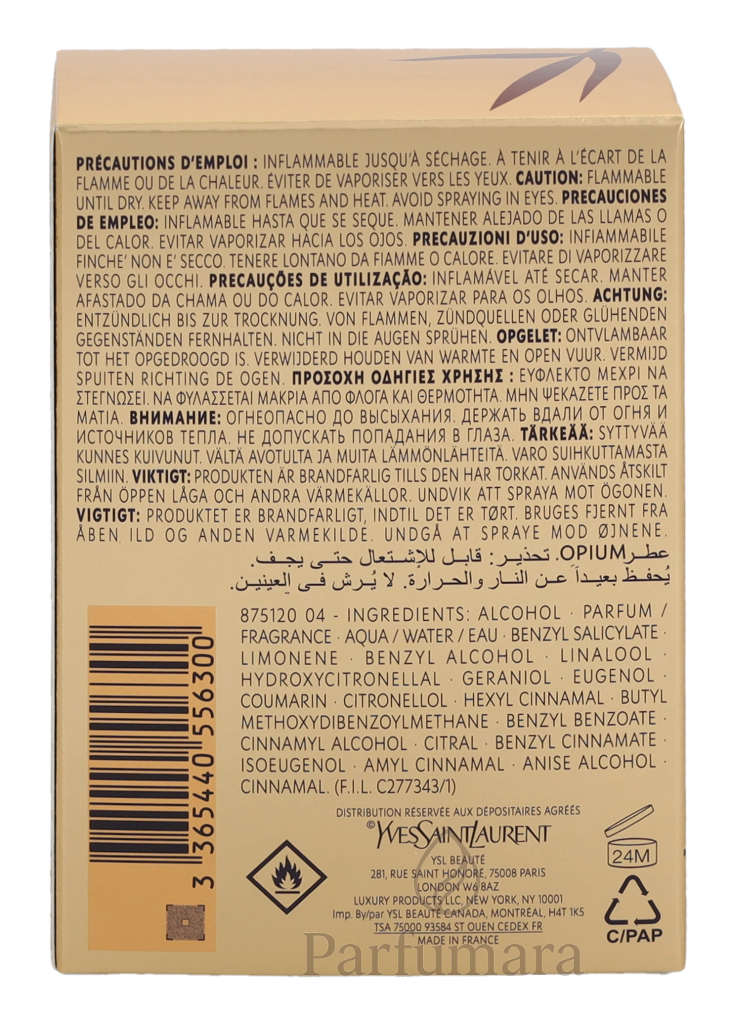 PRÉCAUTIONS D'EMPLOI : INFLAMMABLE JUSQU'À SÉCHAGE. À TENIR À L'ÉCART DE LA
FLAMME OU DE LA CHALEUR. ÉVITER DE VAPORISER VERS LES YEUX. CAUTION: FLAMMABLE
UNTIL DRY. KEEP AWAY FROM FLAMES AND HEAT. AVOID SPRAYING IN EYES. PRECAUCIONES
DE EMPLEO: INFLAMABLE HASTA QUE SE SEQUE. MANTENER ALEJADO DE LAS LLAMAS O
DEL CALOR. EVITAR VAPORIZAR HACIA LOS OJOS. PRECAUZIONI D'USO: INFIAMMABILE
FINCHE' NON E' SECCO. TENERE LONTANO DA FIAMME O CALORE. EVITARE DI VAPORIZZARE
VERSO GLI OCCHI. PRECAUÇÕES DE UTILIZAÇÃO: INFLAMÁVEL ATÉ SECAR. MANTER
AFASTADO DA CHAMA OU DO CALOR. EVITAR VAPORIZAR PARA OS OLHOS. ACHTUNG:
ENTZÜNDLICH BIS ZUR TROCKNUNG. VON FLAMMEN, ZÜNDQUELLEN ODER GLÜHENDEN
GEGENSTÄNDEN FERNHALTEN. NICHT IN DIE AUGEN SPRÜHEN. OPGELET: ONTVLAMBAAR
TOT HET OPGEDROOGD IS. VERWIJDERD HOUDEN VAN WARMTE EN OPEN VUUR. VERMIJD
SPUITEN RICHTING DE OGEN. ΠΡΟΣΟΧΗ ΟΔΗΓΙΕΣ ΧΡΗΣΗΣ : ΕΥΦΛΕΚΤΟ ΜΕΧΡΙ ΝΑ
ΣΤΕΓΝΩΣΕΙ. ΝΑ ΦΥΛΑΣΣΕΤΑΙ ΜΑΚΡΙΑ ΑΠΟ ΦΛΟΓΑ ΚΑΙ ΘΕΡΜΟΤΗΤΑ. ΜΗΝ ΨΕΚΑΖΕΤΕ ΠΡΟΣ ΤΑ
ΜΑΤΙΑ. ВНИМАНИЕ: ОГНЕОПАСНО ДО ВЫСЫХАНИЯ. ДЕРЖАТЬ ВДАЛИ ОТ ОГНЯ И
ИСТОЧНИКОВ ТЕПЛА. НЕ ДОПУСКАТЬ ПОПАДАНИЯ В ГЛАЗА. TÄRKEÄÄ: SYTTYVÄÄ
KUNNES KUIVUNUT. VÄLTÄ AVOTULTA JA MUITA LÄMMÖNLÄHTEITÄ. VARO SUIHKUTTAMASTA
SILMIIN. VIKTIGT: PRODUKTEN ÄR BRANDFARLIG TILLS DEN HAR TORKAT. ANVÄNDS ÅTSKILT
FRÅN ÖPPEN LÅGA OCH ANDRA VÄRMEKÄLLOR. UNDVIK ATT SPRAYA MOT ÖGONEN.
VIGTIGT: PRODUKTET ER BRANDFARLIGT, INDTIL DET ER TØRT. BRUGES FJERNT FRA
ÅBEN ILD OG ANDEN VARMEKILDE. UNDGÅ AT SPRAYE MOD ØJNENE.
عطر OPIUM. تحذير: قابل للإشتعال حتى يجف.
يُحفظ بعيداً عن النار والحرارة. لا يُرش في العينين.
875120 04 - INGREDIENTS: ALCOHOL · PARFUM /
FRAGRANCE · AQUA / WATER / EAU · BENZYL SALICYLATE ·
LIMONENE · BENZYL ALCOHOL · LINALOOL ·
HYDROXYCITRONELLAL · GERANIOL · EUGENOL ·
COUMARIN · CITRONELLOL · HEXYL CINNAMAL · BUTYL
METHOXYDIBENZOYLMETHANE · BENZYL BENZOATE ·
CINNAMYL ALCOHOL · CITRAL · BENZYL CINNAMATE ·
ISOEUGENOL · AMYL CINNAMAL · ANISE ALCOHOL ·
CINNAMAL. (F.I.L. C277343/1)
3 365440 556300
DISTRIBUTION RÉSERVÉE AUX DÉPOSITAIRES AGRÉÉS
©YVESSAINTLAURENT
YSL BEAUTÉ
281, RUE SAINT HONORÉ, 75008 PARIS
LONDON W6 8AZ
LUXURY PRODUCTS LLC, NEW YORK, NY 10001
Imp. By/par YSL BEAUTÉ CANADA, MONTRÉAL, H4T 1K5
TSA 75000 93584 ST OUEN CEDEX FR
MADE IN FRANCE
24M
C/PAP
Parfumara